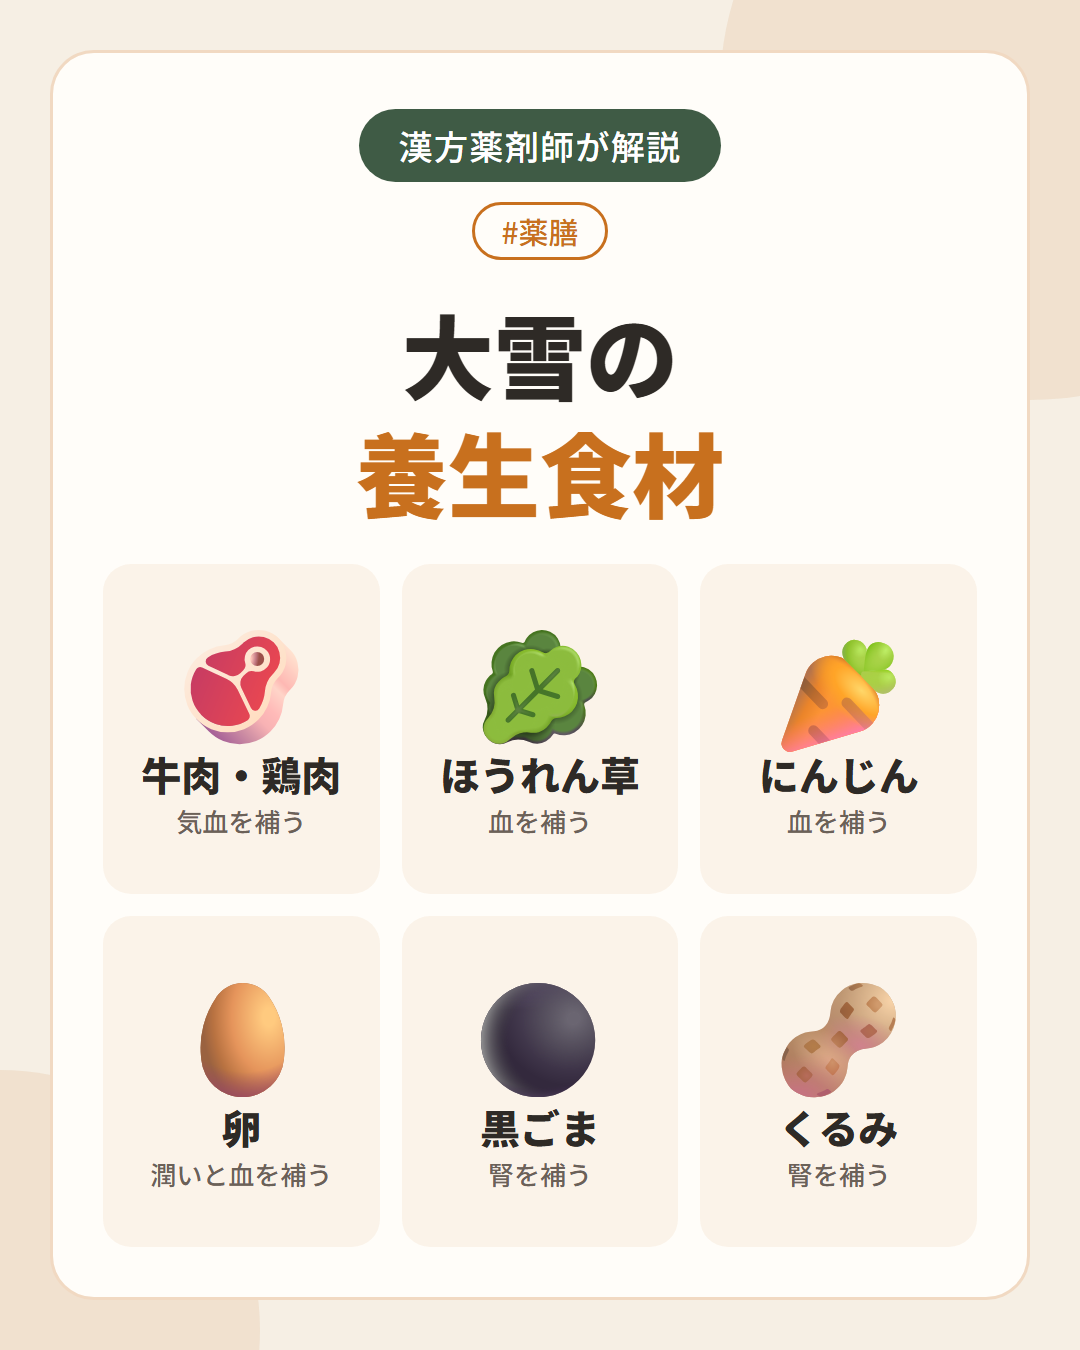 漢方薬剤師が解説
#薬膳
大雪の
養生食材
牛肉・鶏肉
気血を補う
ほうれん草
血を補う
にんじん
血を補う
卵
潤いと血を補う
黒ごま
腎を補う
くるみ
腎を補う